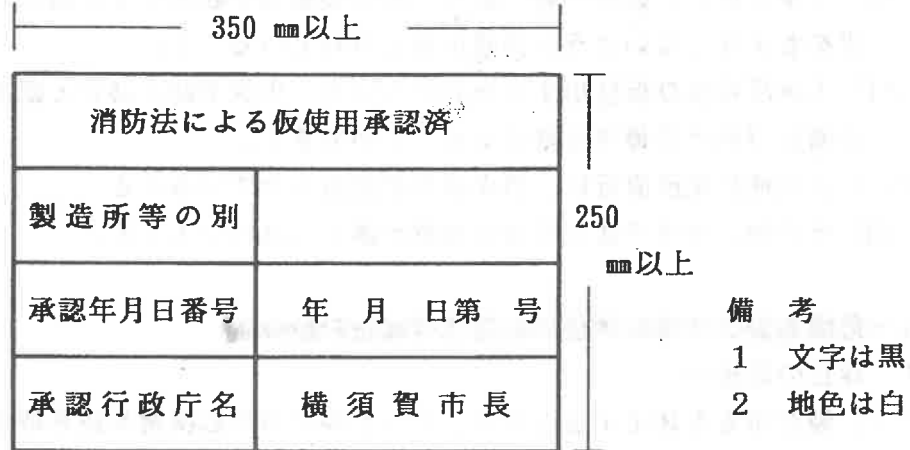 350 mm以上
消防法による仮使用承認済
製造所等の別
250
mm以上
承認年月日番号 年 月 日第 号
備 考
1 文字は黒
承認行政庁名 横須賀市長
2 地色は白